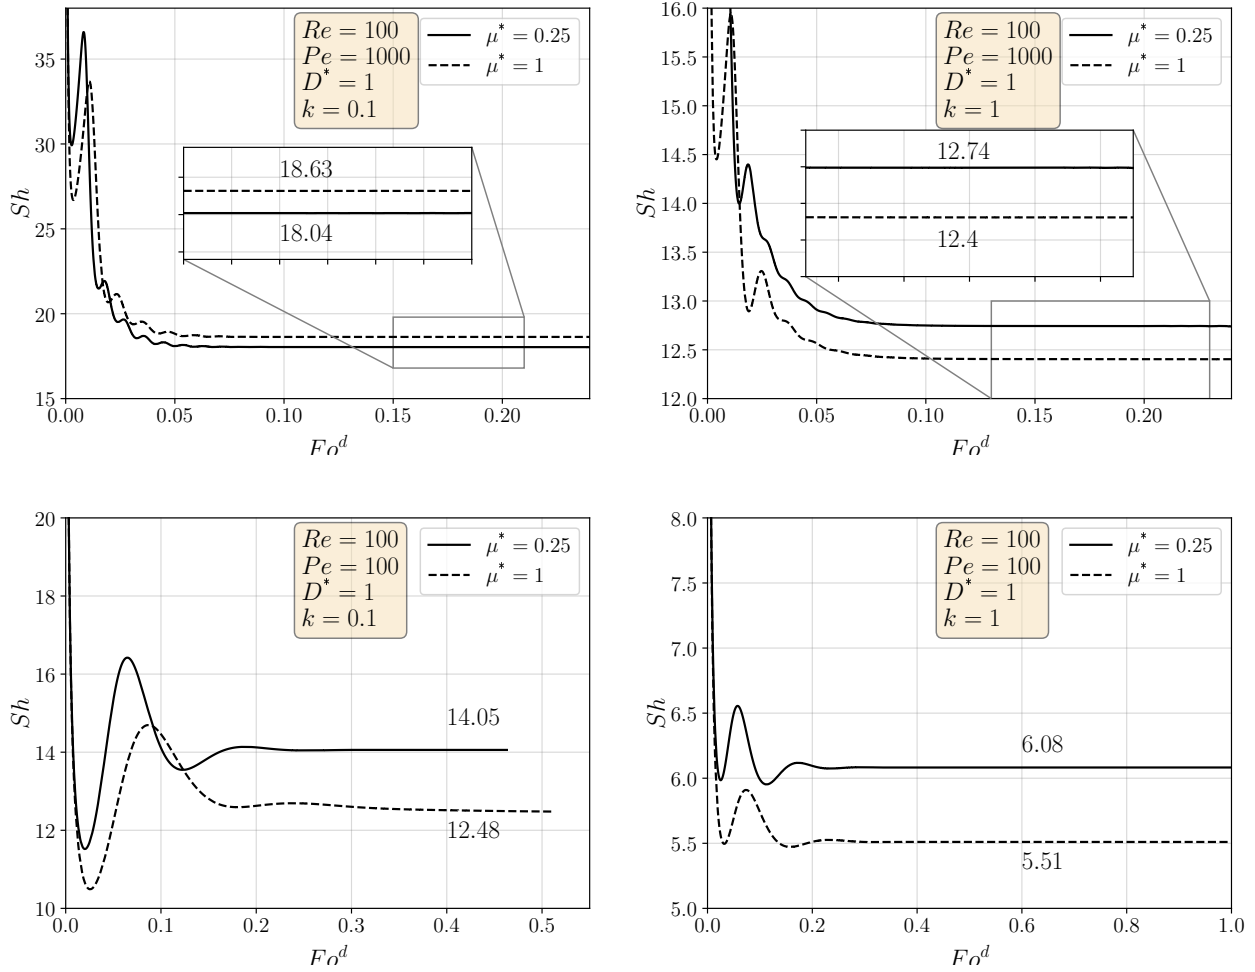 35
30
25
20
15
Sh
0.00 0.05 0.10 0.15 0.20
Fo^d
Re = 100
Pe = 1000
D* = 1
k = 0.1
μ* = 0.25
μ* = 1
18.63
18.04
16.0
15.5
15.0
14.5
14.0
13.5
13.0
12.5
12.0
Sh
0.00 0.05 0.10 0.15 0.20
Fo^d
Re = 100
Pe = 1000
D* = 1
k = 1
μ* = 0.25
μ* = 1
12.74
12.4
20
18
16
14
12
10
Sh
0.0 0.1 0.2 0.3 0.4 0.5
Fo^d
Re = 100
Pe = 100
D* = 1
k = 0.1
μ* = 0.25
μ* = 1
14.05
12.48
8.0
7.5
7.0
6.5
6.0
5.5
5.0
Sh
0.0 0.2 0.4 0.6 0.8 1.0
Fo^d
Re = 100
Pe = 100
D* = 1
k = 1
μ* = 0.25
μ* = 1
6.08
5.51